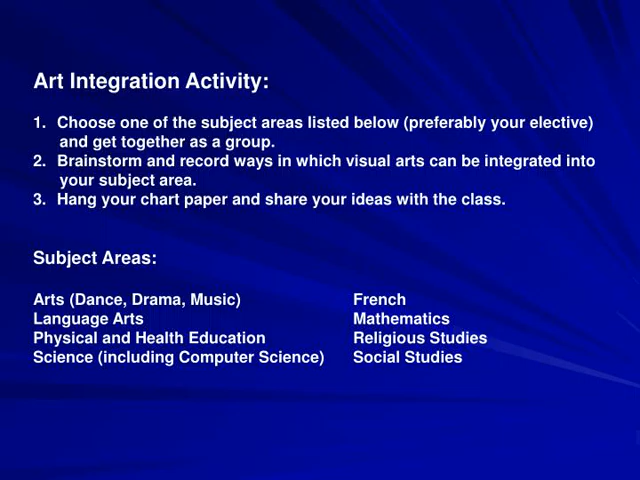 Art Integration Activity:
1. Choose one of the subject areas listed below (preferably your elective)
and get together as a group.
2. Brainstorm and record ways in which visual arts can be integrated into
your subject area.
3. Hang your chart paper and share your ideas with the class.
Subject Areas:
Arts (Dance, Drama, Music) French
Language Arts Mathematics
Physical and Health Education Religious Studies
Science (including Computer Science) Social Studies